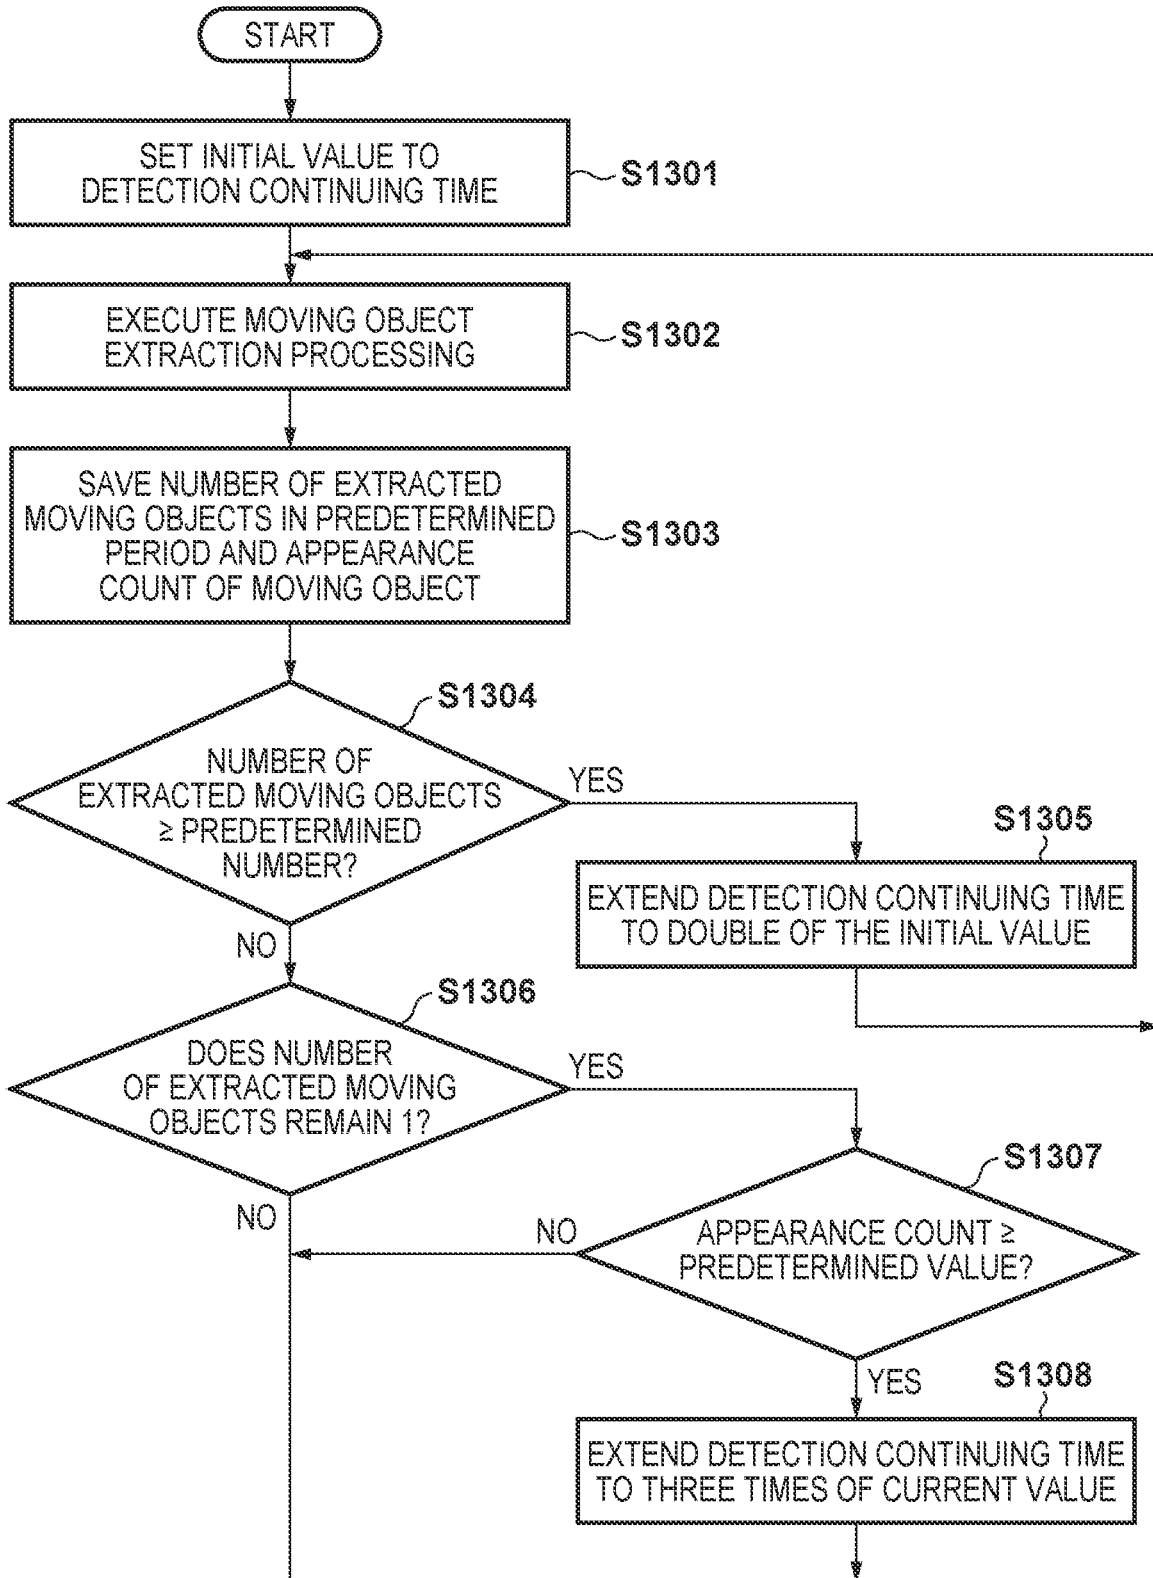 START
SET INITIAL VALUE TO
DETECTION CONTINUING TIME
S1301
EXECUTE MOVING OBJECT
EXTRACTION PROCESSING
S1302
SAVE NUMBER OF EXTRACTED
MOVING OBJECTS IN PREDETERMINED
PERIOD AND APPEARANCE
COUNT OF MOVING OBJECT
S1303
S1304
NUMBER OF
EXTRACTED MOVING OBJECTS
≥ PREDETERMINED
NUMBER?
YES
NO
S1305
EXTEND DETECTION CONTINUING TIME
TO DOUBLE OF THE INITIAL VALUE
S1306
DOES NUMBER
OF EXTRACTED MOVING
OBJECTS REMAIN 1?
YES
NO
S1307
APPEARANCE COUNT ≥
PREDETERMINED VALUE?
NO
YES
S1308
EXTEND DETECTION CONTINUING TIME
TO THREE TIMES OF CURRENT VALUE